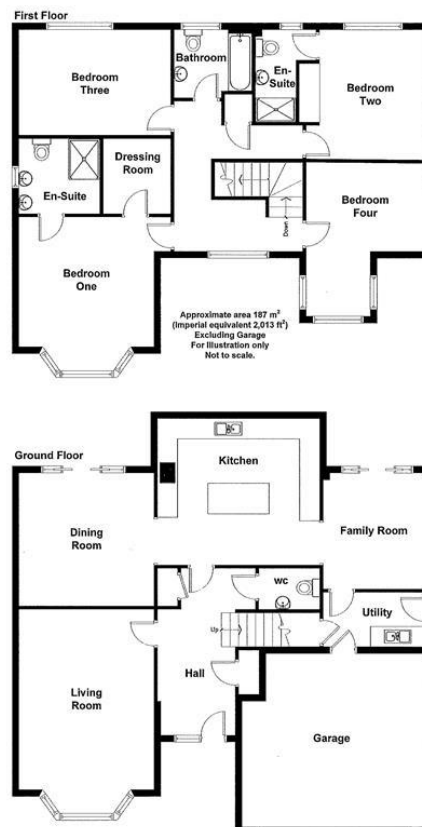 First Floor
Bathroom
Bedroom
Three
En-
Suite
Bedroom
Two
Dressing
Room
En-Suite
Bedroom
Four
Down
Bedroom
One
Approximate area 187 m²
(Imperial equivalent 2,013 ft²)
Excluding Garage
For Illustration only
Not to scale.
Ground Floor
Kitchen
Dining
Room
Family Room
wc
Utility
Up
Hall
Living
Room
Garage